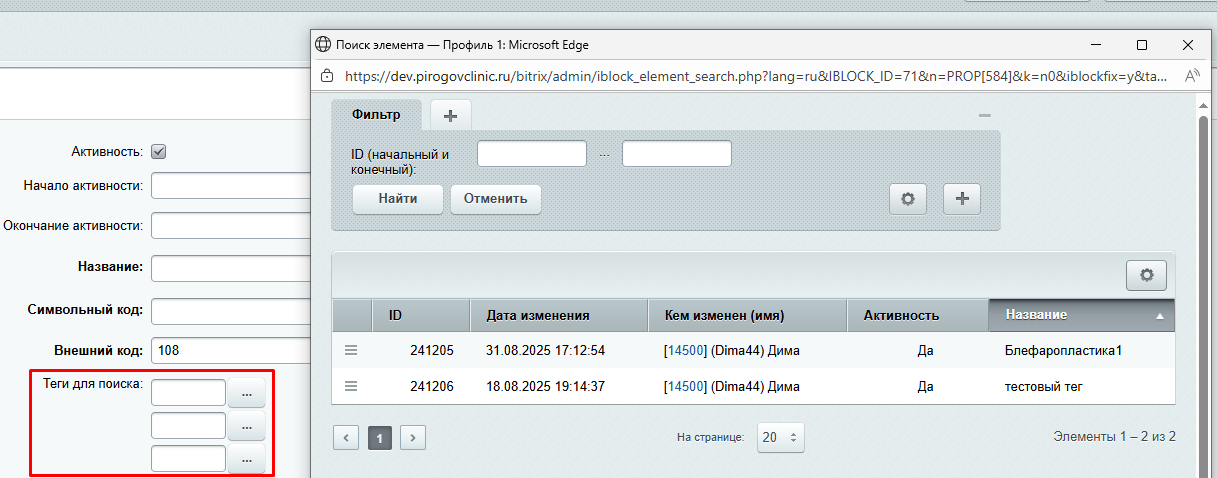 Поиск элемента — Профиль 1: Microsoft Edge
https://dev.pirogovclinic.ru/bitrix/admin/iblock_element_search.php?lang=ru&IBLOCK_ID=71&n=PROP[584]&k=n0&iblockfix=y&ta...
Фильтр
ID (начальный и
конечный):
...
Найти Отменить
Активность:
Начало активности:
Окончание активности:
Название:
Символьный код:
Внешний код: 108
Теги для поиска: ...
...
...
ID Дата изменения Кем изменен (имя) Активность Название
241205 31.08.2025 17:12:54 [14500] (Dima44) Дима Да Блефаропластика1
241206 18.08.2025 19:14:37 [14500] (Dima44) Дима Да тестовый тег
1 На странице: 20 Элементы 1 – 2 из 2